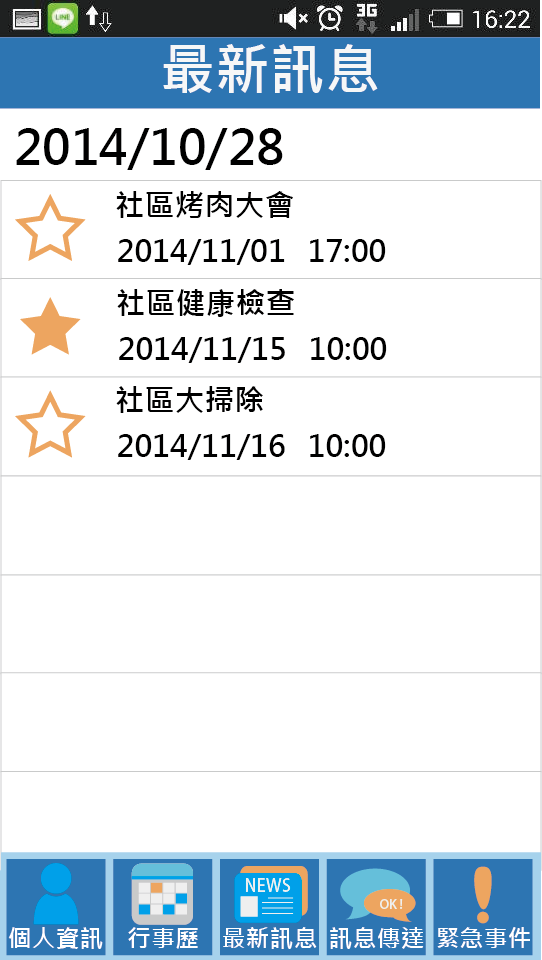 LINE
3G
16:22
最新訊息
2014/10/28
社區烤肉大會
2014/11/01 17:00
社區健康檢查
2014/11/15 10:00
社區大掃除
2014/11/16 10:00
NEWS
OK!
個人資訊
行事歷
最新訊息
訊息傳達
緊急事件